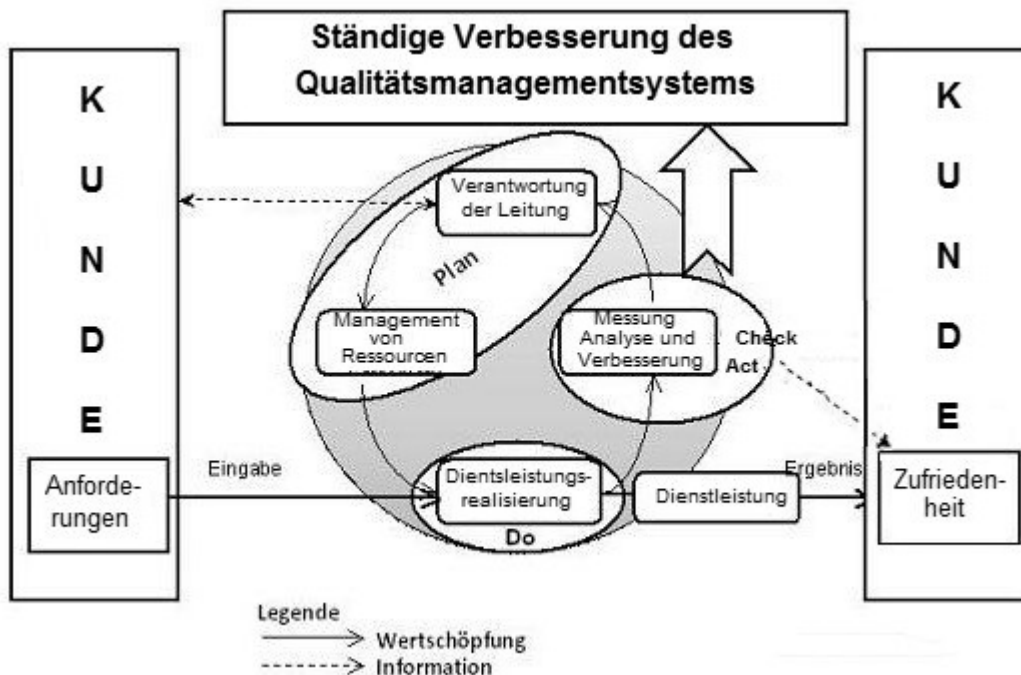 Ständige Verbesserung des
Qualitätsmanagementsystems
K
U
N
D
E
Anforde-
rungen
Verantwortung
der Leitung
Plan
Management
von
Ressourcen
Messung
Analyse und
Verbesserung
Check
Act
Eingabe
Dientsleistungs-
realisierung
Do
Dienstleistung
Ergebnis
K
U
N
D
E
Zufrieden-
heit
Legende
Wertschöpfung
Information